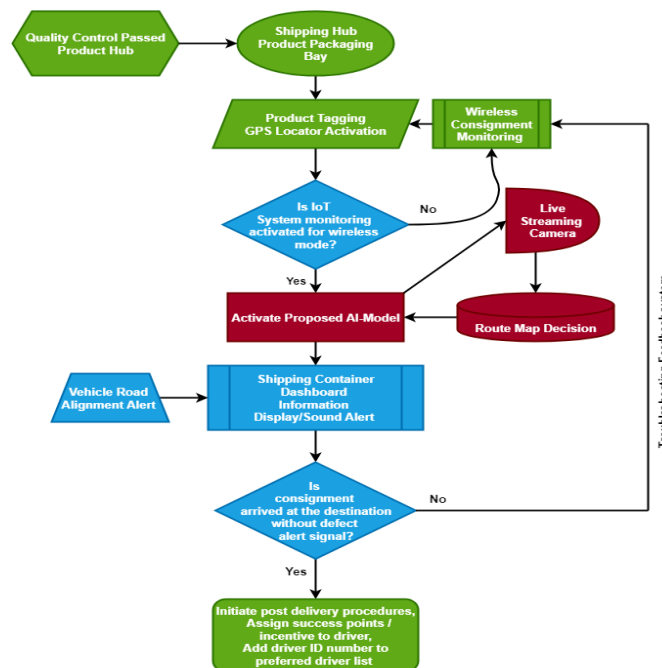 Quality Control Passed
Product Hub
Shipping Hub
Product Packaging
Bay
Product Tagging
GPS Locator Activation
Wireless
Consignment
Monitoring
Is IoT
System monitoring
activated for wireless
mode?
No
Live
Streaming
Camera
Yes
Activate Proposed AI-Model
Route Map Decision
Vehicle Road
Alignment Alert
Shipping Container
Dashboard
Information
Display/Sound Alert
Is
consignment
arrived at the destination
without defect
alert signal?
No
Yes
Initiate post delivery procedures,
Assign success points /
incentive to driver,
Add driver ID number to
preferred driver list